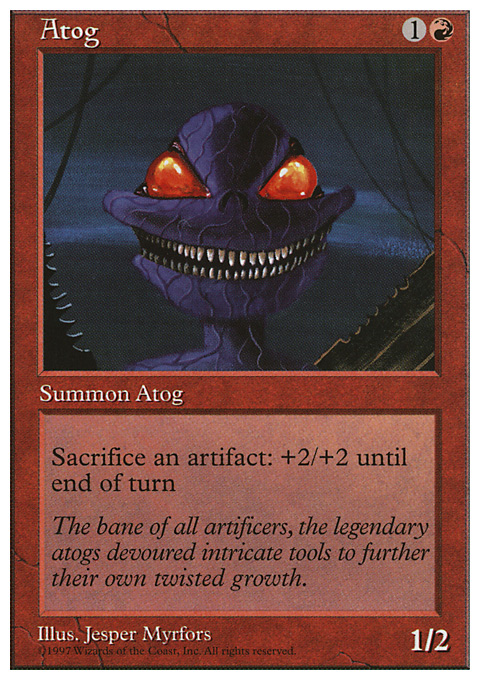 Atog 1
Summon Atog
Sacrifice an artifact: +2/+2 until
end of turn
The bane of all artificers, the legendary
atogs devoured intricate tools to further
their own twisted growth.
Illus. Jesper Myrfors
©1997 Wizards of the Coast, Inc. All rights reserved.
1/2